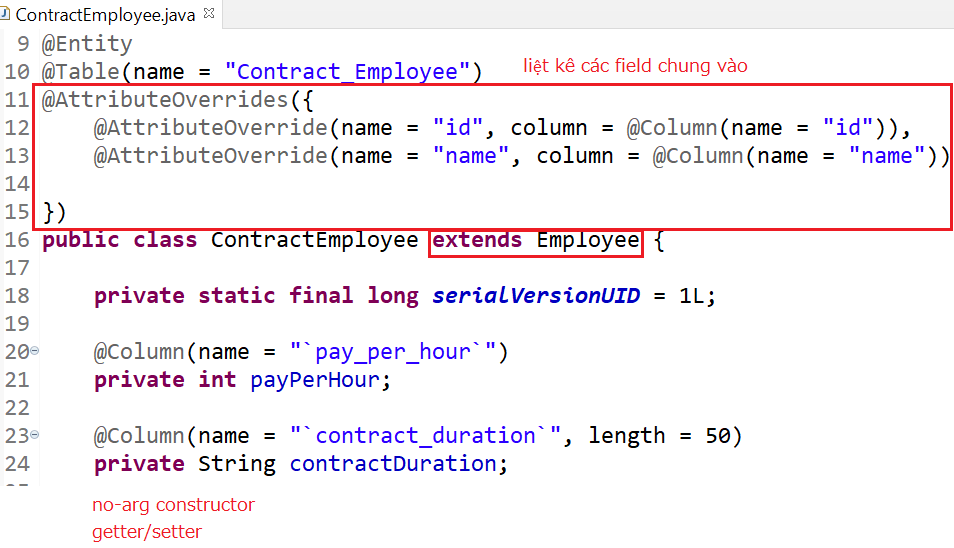 ContractEmployee.java
9 @Entity
10 @Table(name = "Contract_Employee")
liệt kê các field chung vào
11 @AttributeOverrides({
12 @AttributeOverride(name = "id", column = @Column(name = "id")),
13 @AttributeOverride(name = "name", column = @Column(name = "name"))
14
15 })
16 public class ContractEmployee extends Employee {
17
18 private static final long serialVersionUID = 1L;
19
20 @Column(name = "`pay_per_hour`")
21 private int payPerHour;
22
23 @Column(name = "`contract_duration`", length = 50)
24 private String contractDuration;
no-arg constructor
getter/setter